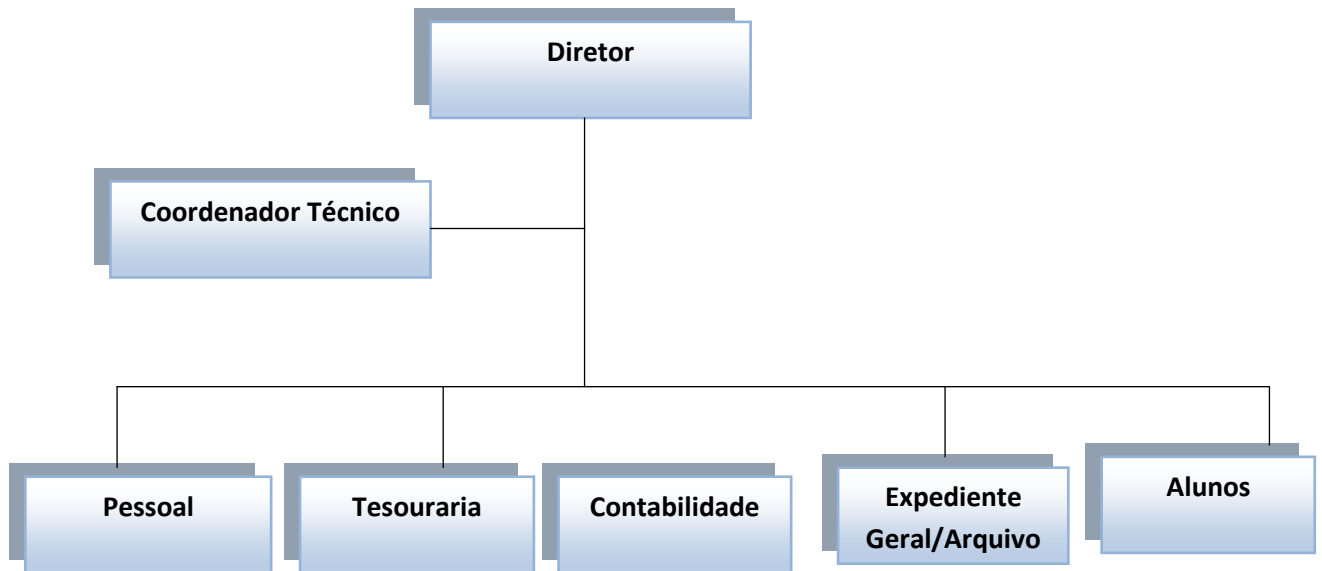 Diretor
Coordenador Técnico
Pessoal
Tesouraria
Contabilidade
Expediente
Geral/Arquivo
Alunos